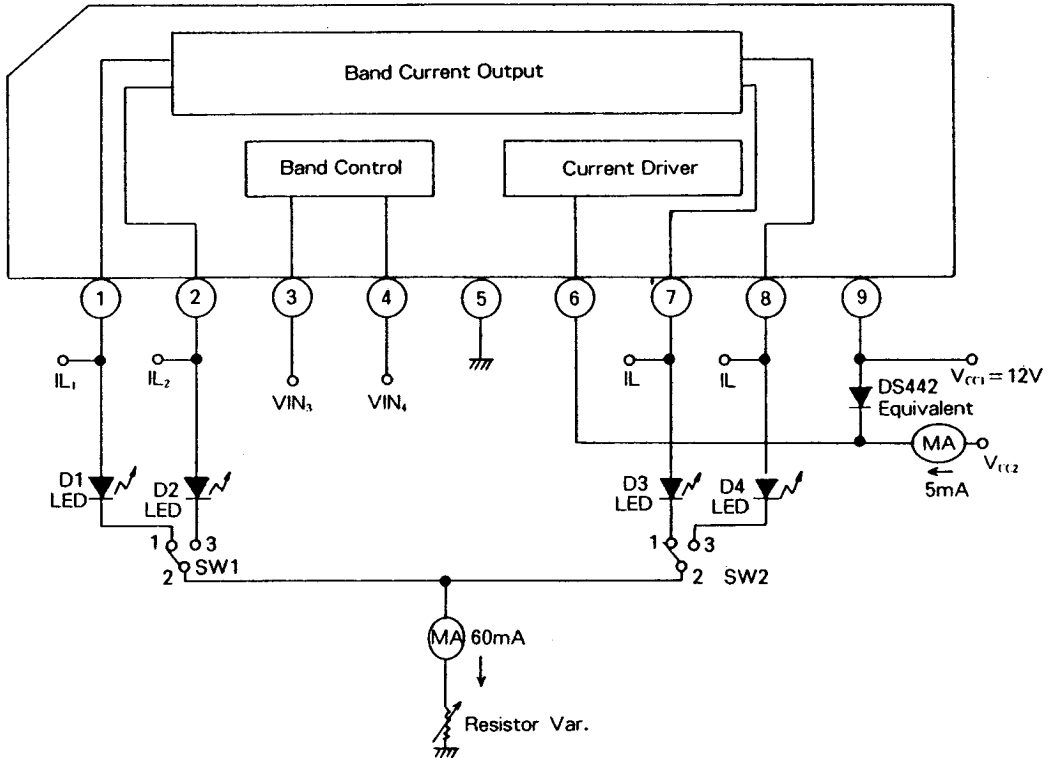 Band Current Output
Band Control
Current Driver
1
2
3
4
5
6
7
8
9
IL₁
IL₂
VIN₃
VIN₄
IL
IL
V_CC1 = 12V
DS442
Equivalent
MA
V_CC2
5mA
D1
LED
D2
LED
D3
LED
D4
LED
1
3
2
SW1
1
3
2
SW2
MA 60mA
Resistor Var.